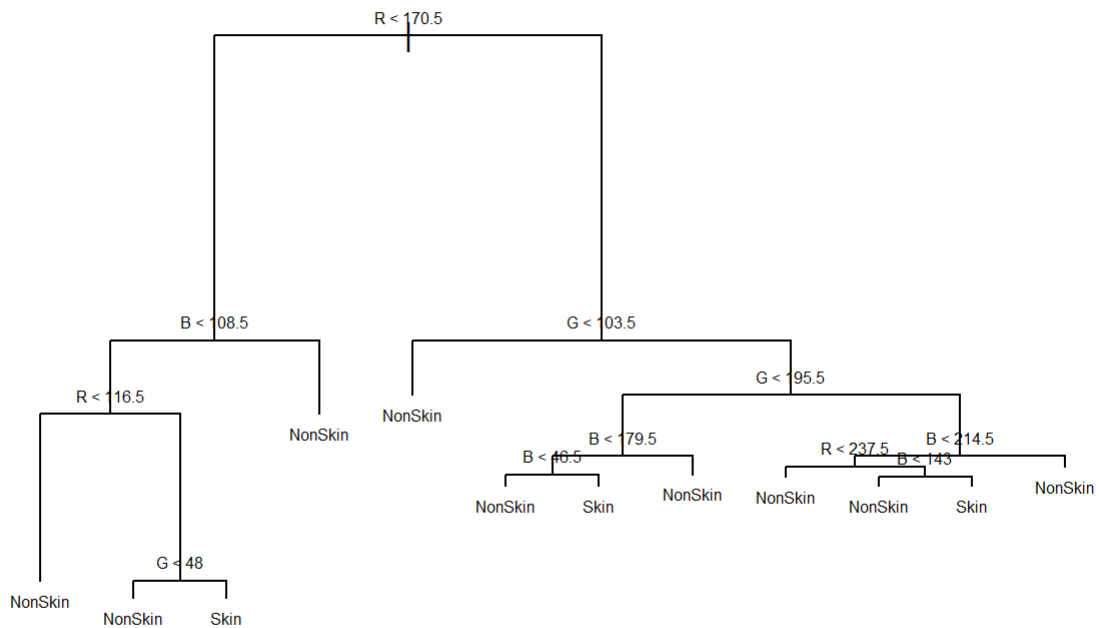 R < 170.5
B < 108.5
G < 103.5
G < 195.5
R < 116.5
NonSkin
NonSkin
B < 179.5
B < 214.5
R < 237.5
B < 46.5
B < 143
NonSkin
NonSkin
NonSkin
NonSkin
Skin
NonSkin
Skin
G < 48
NonSkin
NonSkin
Skin